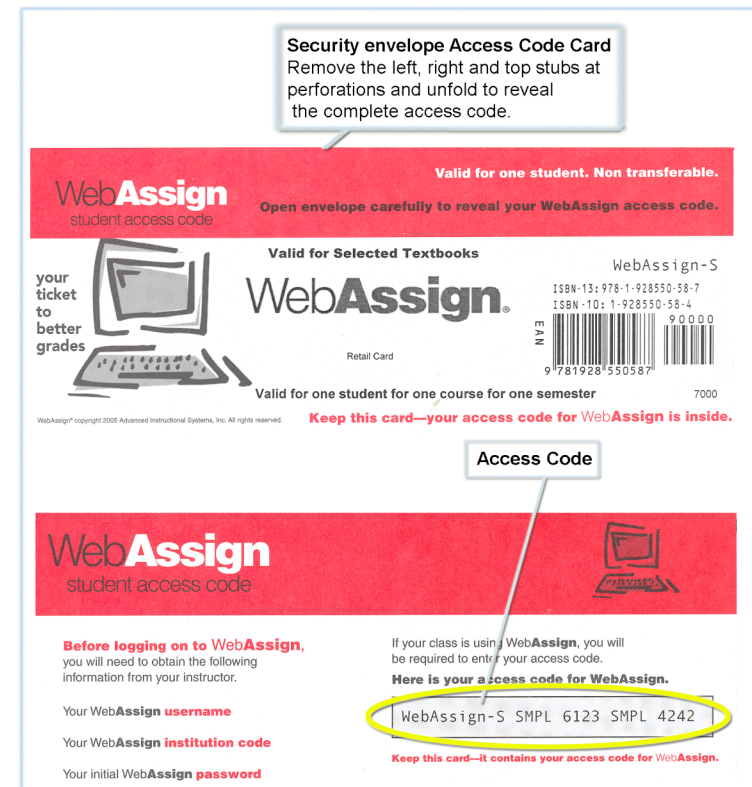 Security envelope Access Code Card
Remove the left, right and top stubs at
perforations and unfold to reveal
the complete access code.
Valid for one student. Non transferable.
WebAssign
student access code
Open envelope carefully to reveal your WebAssign access code.
Valid for Selected Textbooks
WebAssign-S
your
ticket
to
better
grades
WebAssign®
ISBN-13: 978-1-928550-58-7
ISBN-10: 1-928550-58-4
90000
EAN
Retail Card
9 781928 550587
Valid for one student for one course for one semester
7000
WebAssign® copyright 2005 Advanced Instructional Systems, Inc. All rights reserved.
Keep this card—your access code for WebAssign is inside.
Access Code
WebAssign
student access code
Before logging on to WebAssign,
you will need to obtain the following
information from your instructor.
Your WebAssign username
Your WebAssign institution code
Your initial WebAssign password
If your class is using WebAssign, you will
be required to enter your access code.
Here is your access code for WebAssign.
WebAssign-S SMPL 6123 SMPL 4242
Keep this card—it contains your access code for WebAssign.